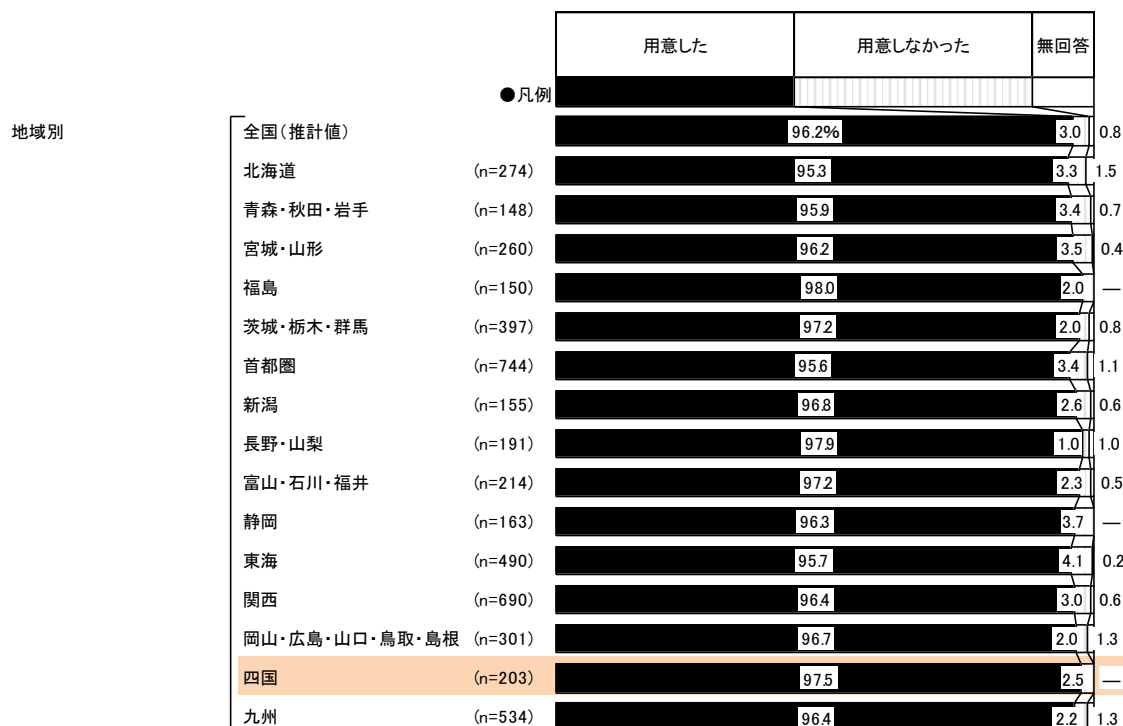 用意した 用意しなかった 無回答
●凡例
地域別 全国(推計値) 96.2% 3.0 0.8
北海道 (n=274) 95.3 3.3 1.5
青森・秋田・岩手 (n=148) 95.9 3.4 0.7
宮城・山形 (n=260) 96.2 3.5 0.4
福島 (n=150) 98.0 2.0 ―
茨城・栃木・群馬 (n=397) 97.2 2.0 0.8
首都圏 (n=744) 95.6 3.4 1.1
新潟 (n=155) 96.8 2.6 0.6
長野・山梨 (n=191) 97.9 1.0 1.0
富山・石川・福井 (n=214) 97.2 2.3 0.5
静岡 (n=163) 96.3 3.7 ―
東海 (n=490) 95.7 4.1 0.2
関西 (n=690) 96.4 3.0 0.6
岡山・広島・山口・鳥取・島根 (n=301) 96.7 2.0 1.3
四国 (n=203) 97.5 2.5 ―
九州 (n=534) 96.4 2.2 1.3